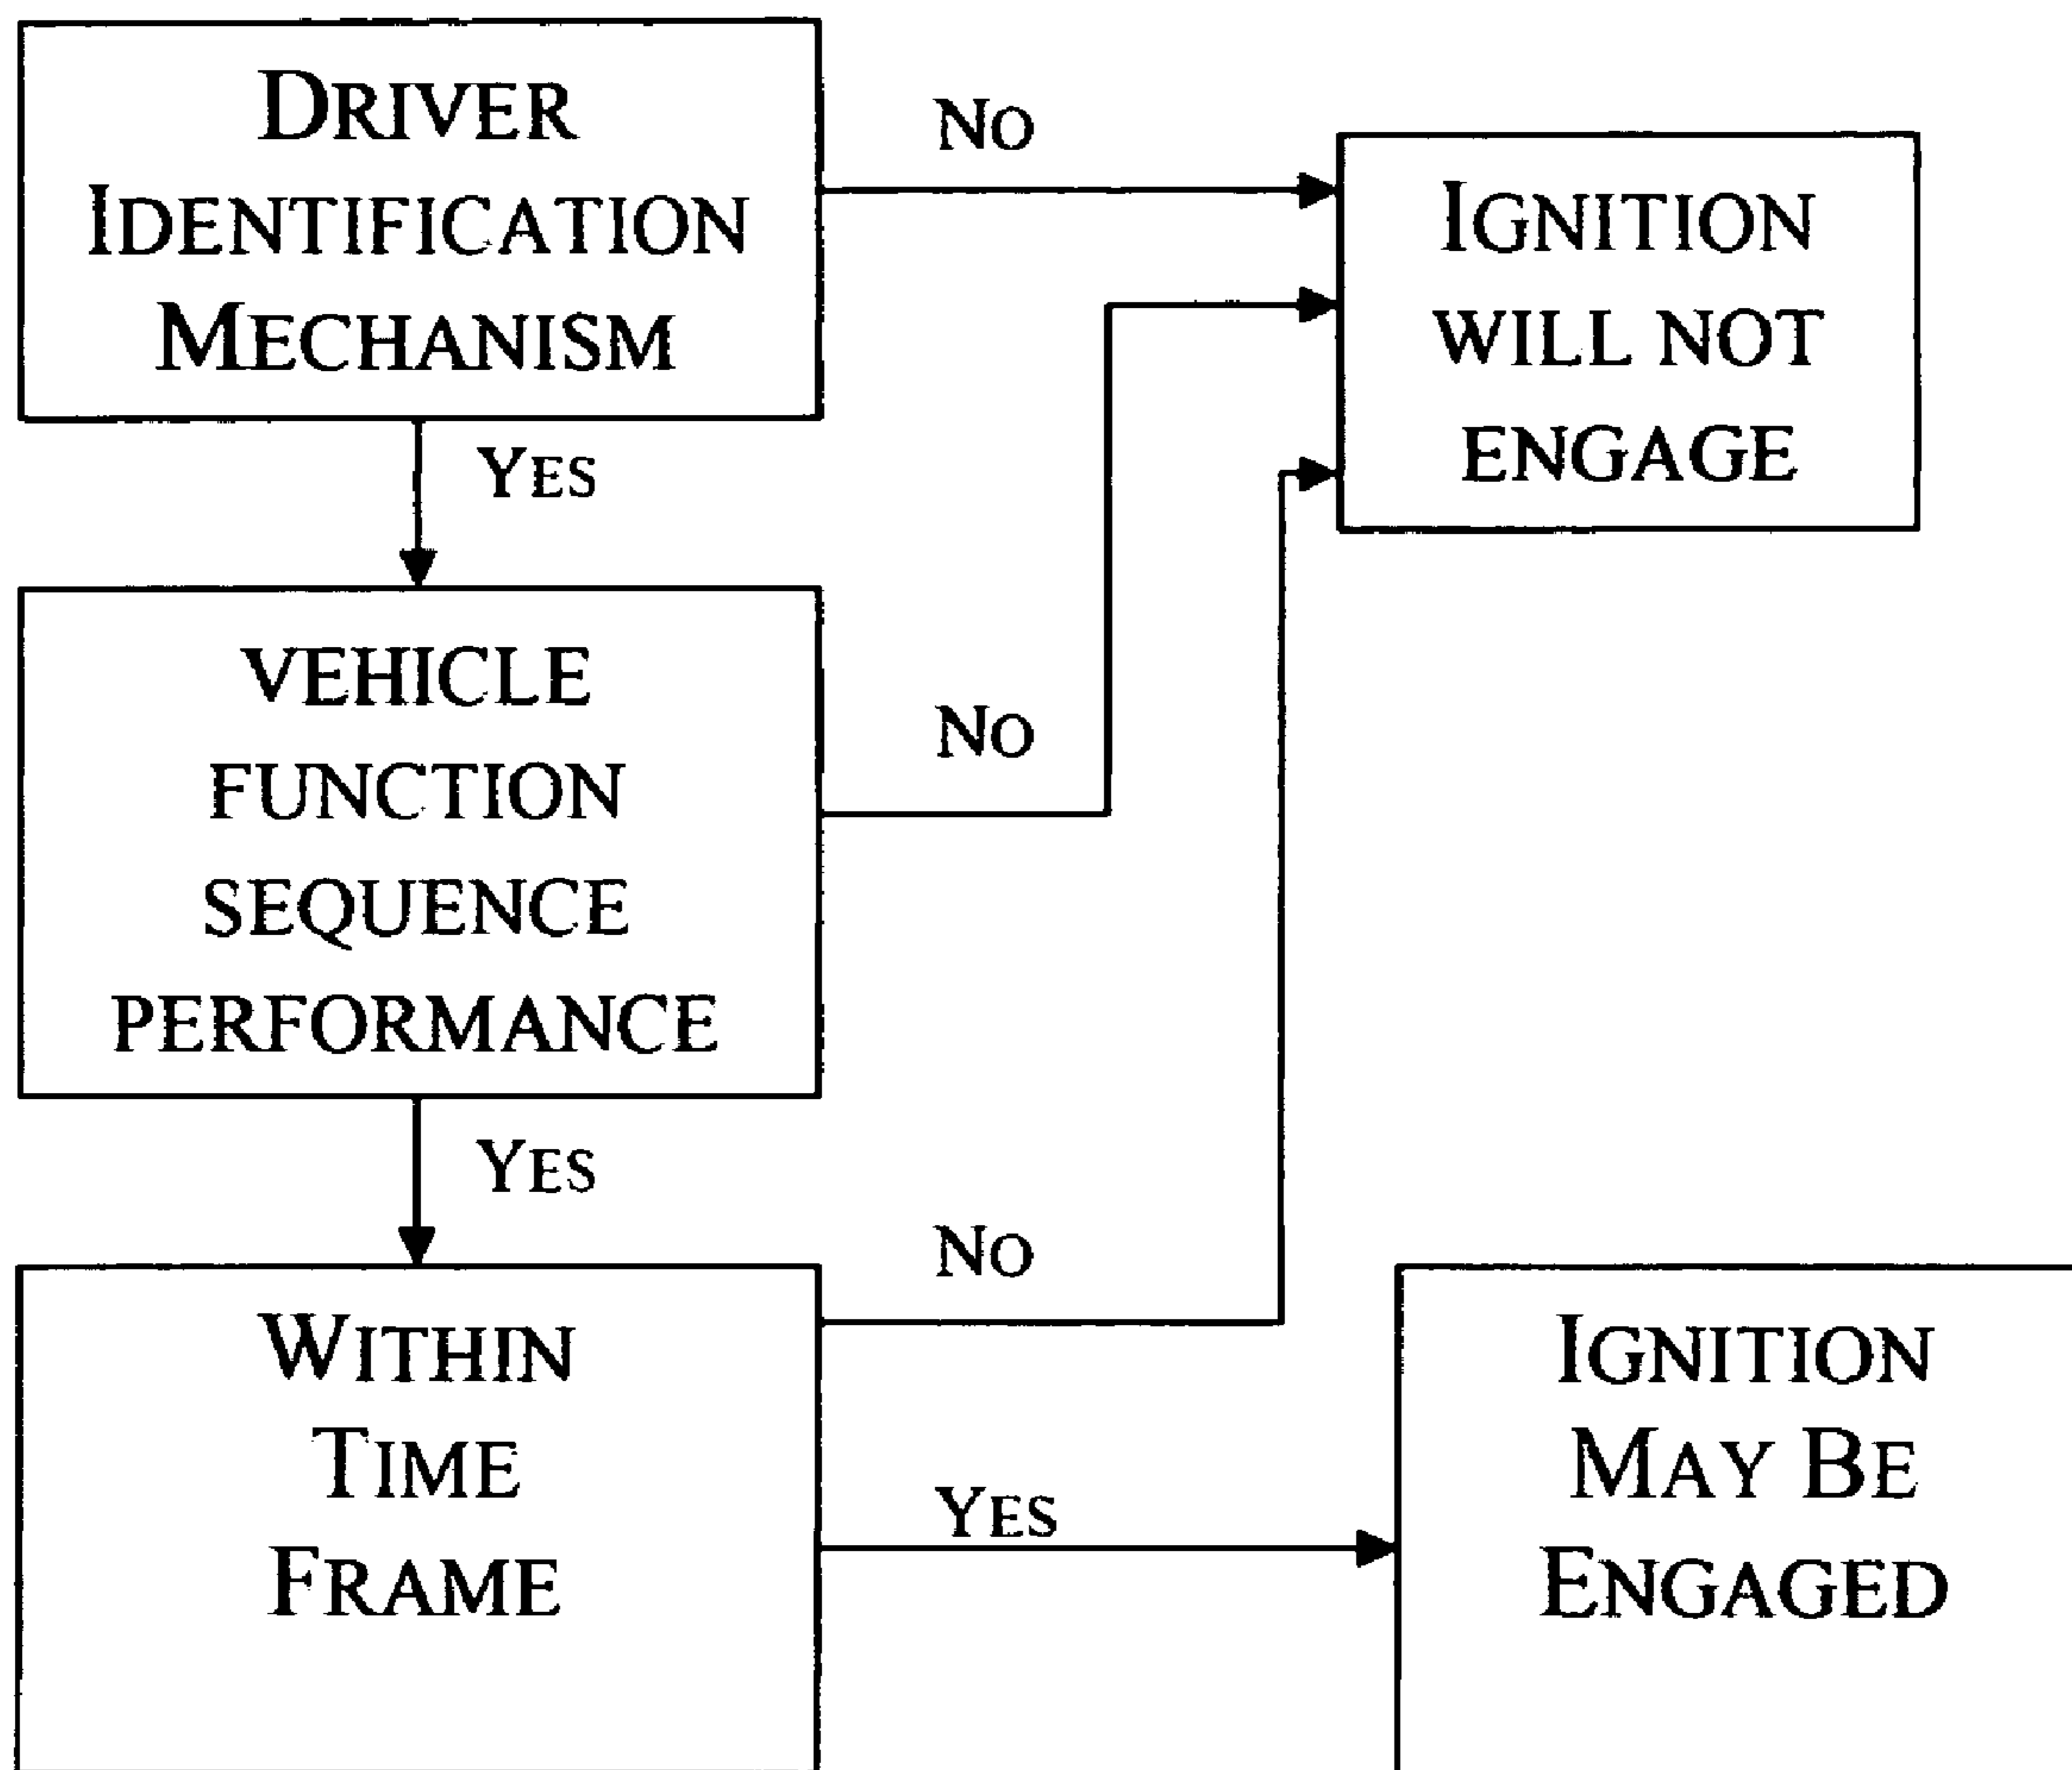 DRIVER
IDENTIFICATION
MECHANISM
NO
IGNITION
WILL NOT
ENGAGE
YES
VEHICLE
FUNCTION
SEQUENCE
PERFORMANCE
NO
YES
WITHIN
TIME
FRAME
NO
YES
IGNITION
MAY BE
ENGAGED